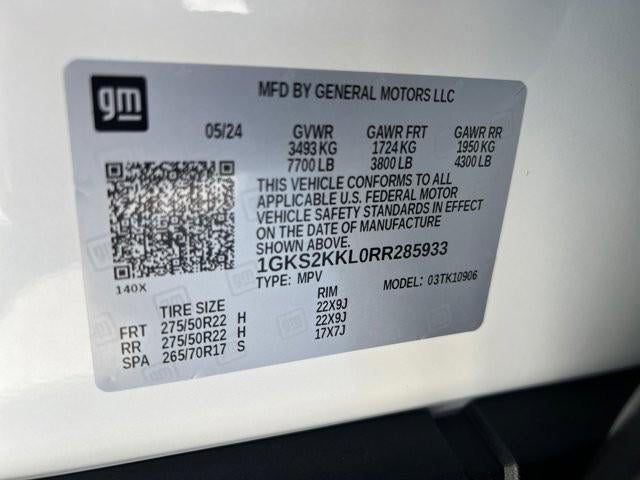 gm
MFD BY GENERAL MOTORS LLC
05/24 GVWR GAWR FRT GAWR RR
3493 KG 1724 KG 1950 KG
7700 LB 3800 LB 4300 LB
THIS VEHICLE CONFORMS TO ALL
APPLICABLE U.S. FEDERAL MOTOR
VEHICLE SAFETY STANDARDS IN EFFECT
ON THE DATE OF MANUFACTURE
SHOWN ABOVE.
1GKS2KKL0RR285933
140X TYPE: MPV MODEL: 03TK10906
TIRE SIZE RIM
FRT 275/50R22 H 22X9J
RR 275/50R22 H 22X9J
SPA 265/70R17 S 17X7J